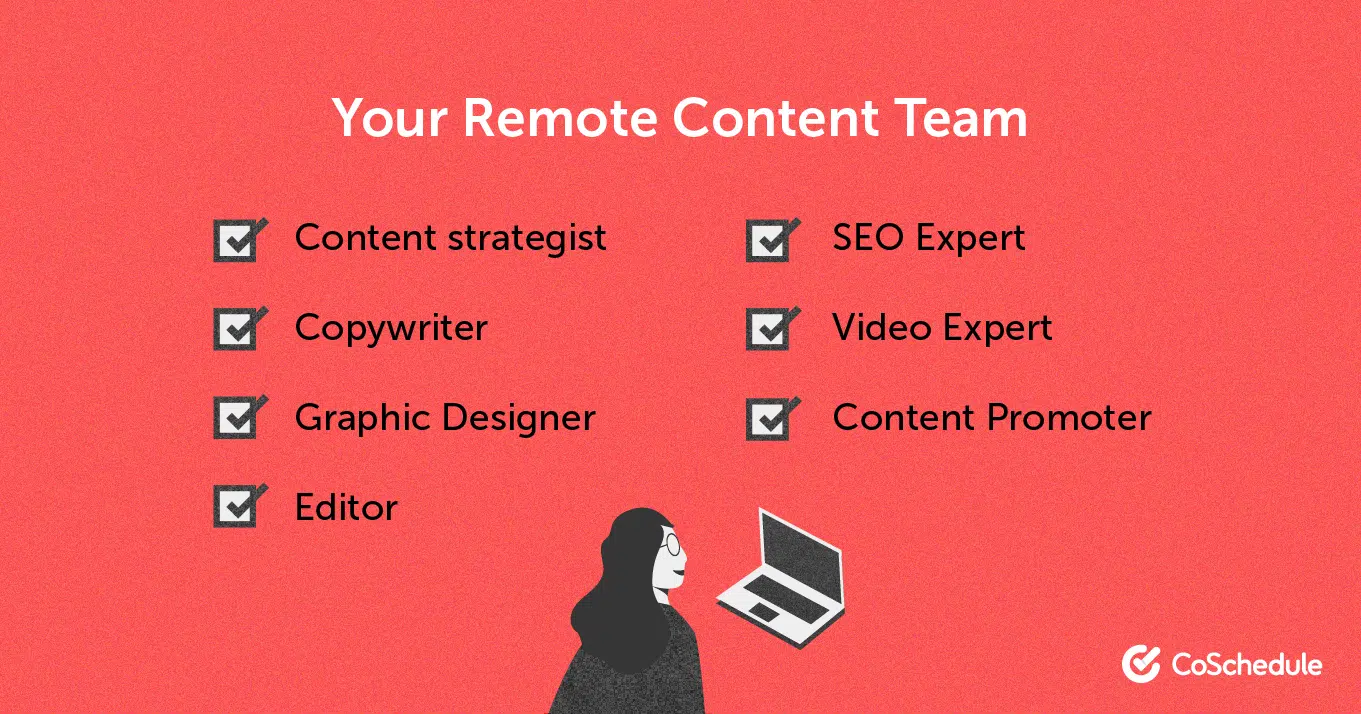 Your Remote Content Team
Content strategist
Copywriter
Graphic Designer
Editor
SEO Expert
Video Expert
Content Promoter
CoSchedule